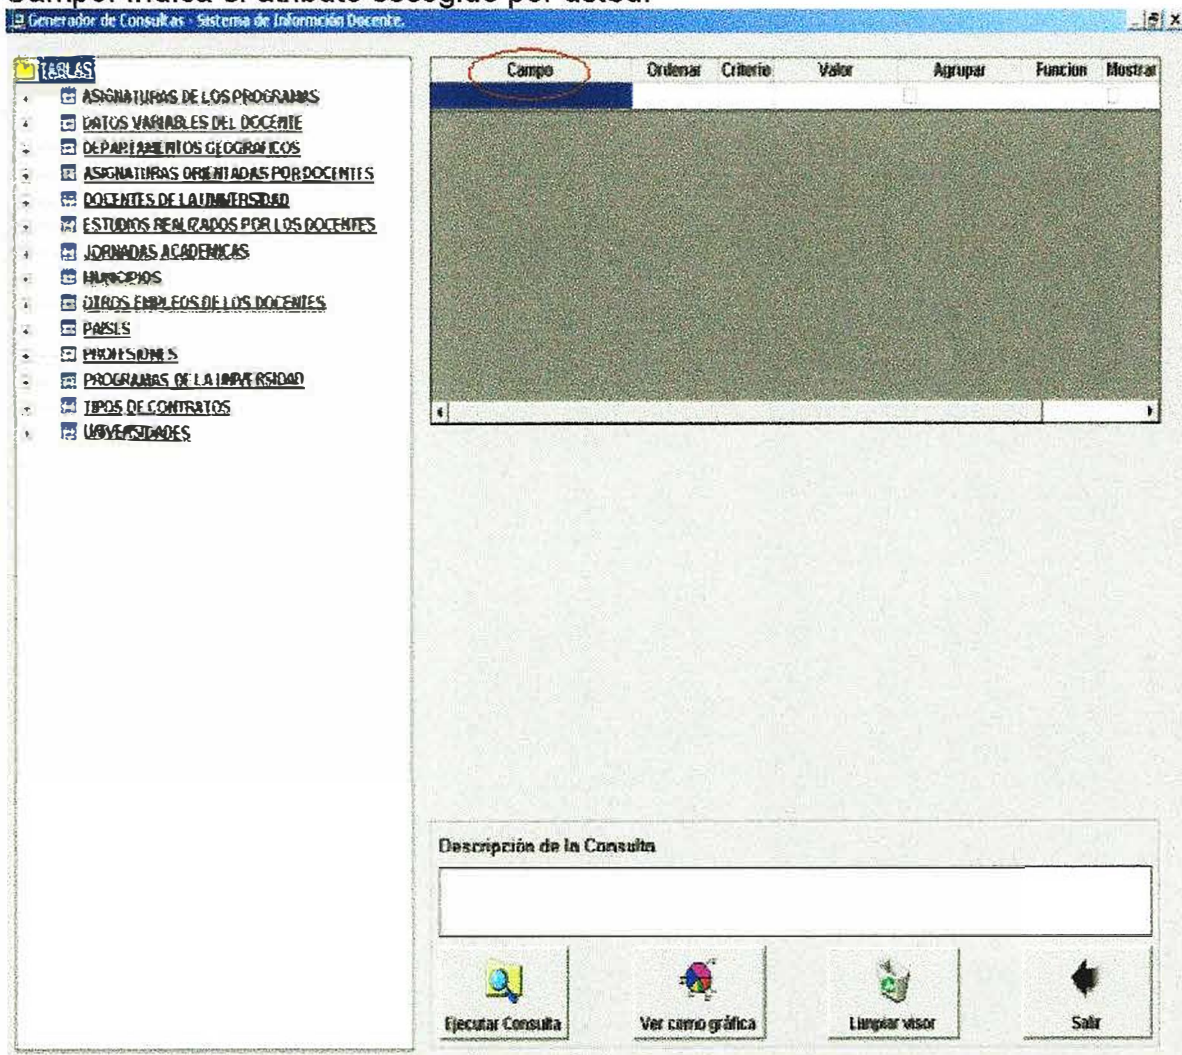 Campo: Indica el atributo escogido por usted.
Generador de Consultas - Sistema de Informción Docente.
TABLAS
ASIGNATURAS DE LOS PROGRAMAS
DATOS VARIABLES DEL DOCENTE
DEPARTAMENTOS GEOGRAFICOS
ASIGNATURAS ORIENTADAS POR DOCENTES
DOCENTES DE LA UNIVERSIDAD
ESTUDIOS REALIZADOS POR LOS DOCENTES
JORNADAS ACADEMICAS
MUNICIPIOS
OTROS EMPLEOS DE LOS DOCENTES
PAISES
PROFESIONES
PROGRAMAS DE LA UNIVERSIDAD
TIPOS DE CONTRATOS
UNIVERSIDADES
Campo Ordenar Criterio Valor Agrupar Funcion Mostrar
Descripción de la Consulta
Ejecutar Consulta Ver como gráfica Limpiar visor Salir